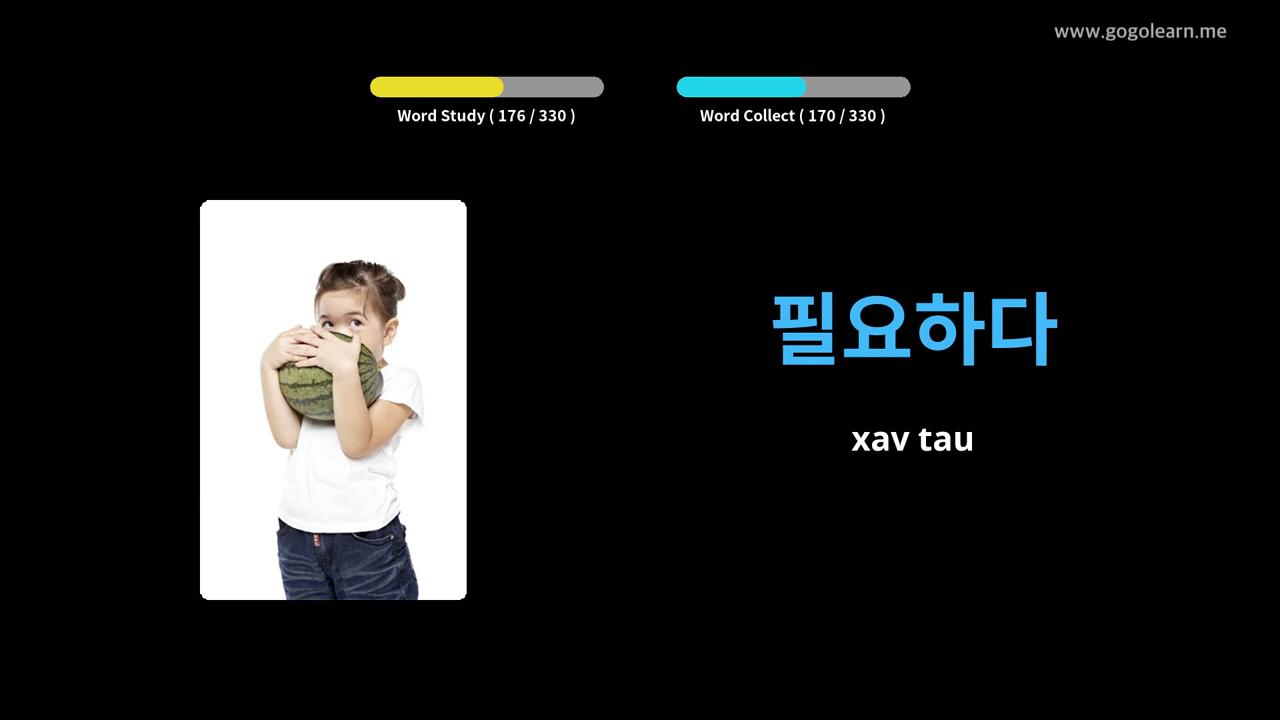 www.gogolearn.me
Word Study ( 176 / 330 )
Word Collect ( 170 / 330 )
필요하다
xav tau